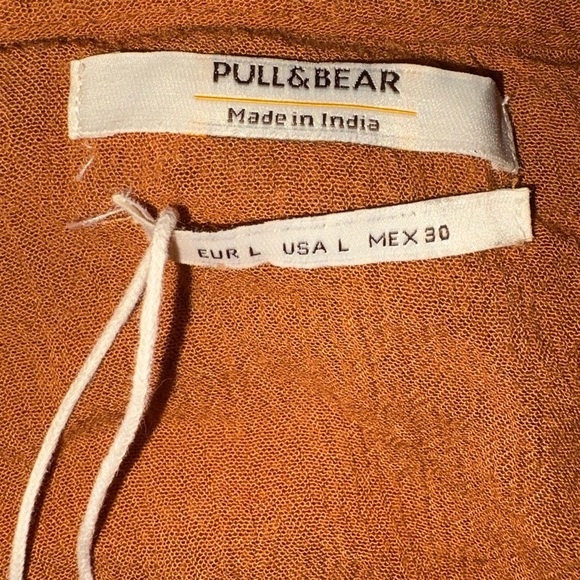 PULL&BEAR
Made in India
EUR L USA L MEX 30